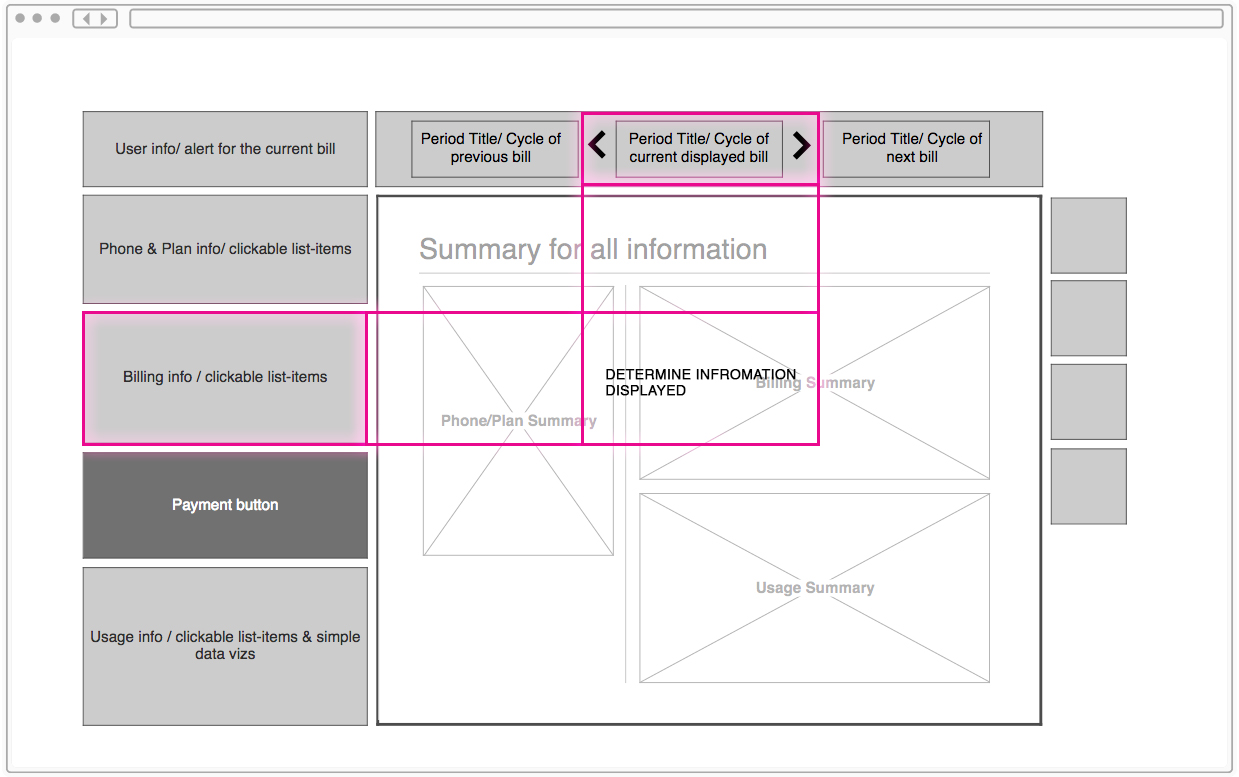 User info/ alert for the current bill
Period Title/ Cycle of
previous bill
Period Title/ Cycle of
current displayed bill
Period Title/ Cycle of
next bill
Phone & Plan info/ clickable list-items
Summary for all information
Billing info / clickable list-items
DETERMINE INFROMATION
DISPLAYED
Billing Summary
Phone/Plan Summary
Payment button
Usage Summary
Usage info / clickable list-items & simple
data vizs